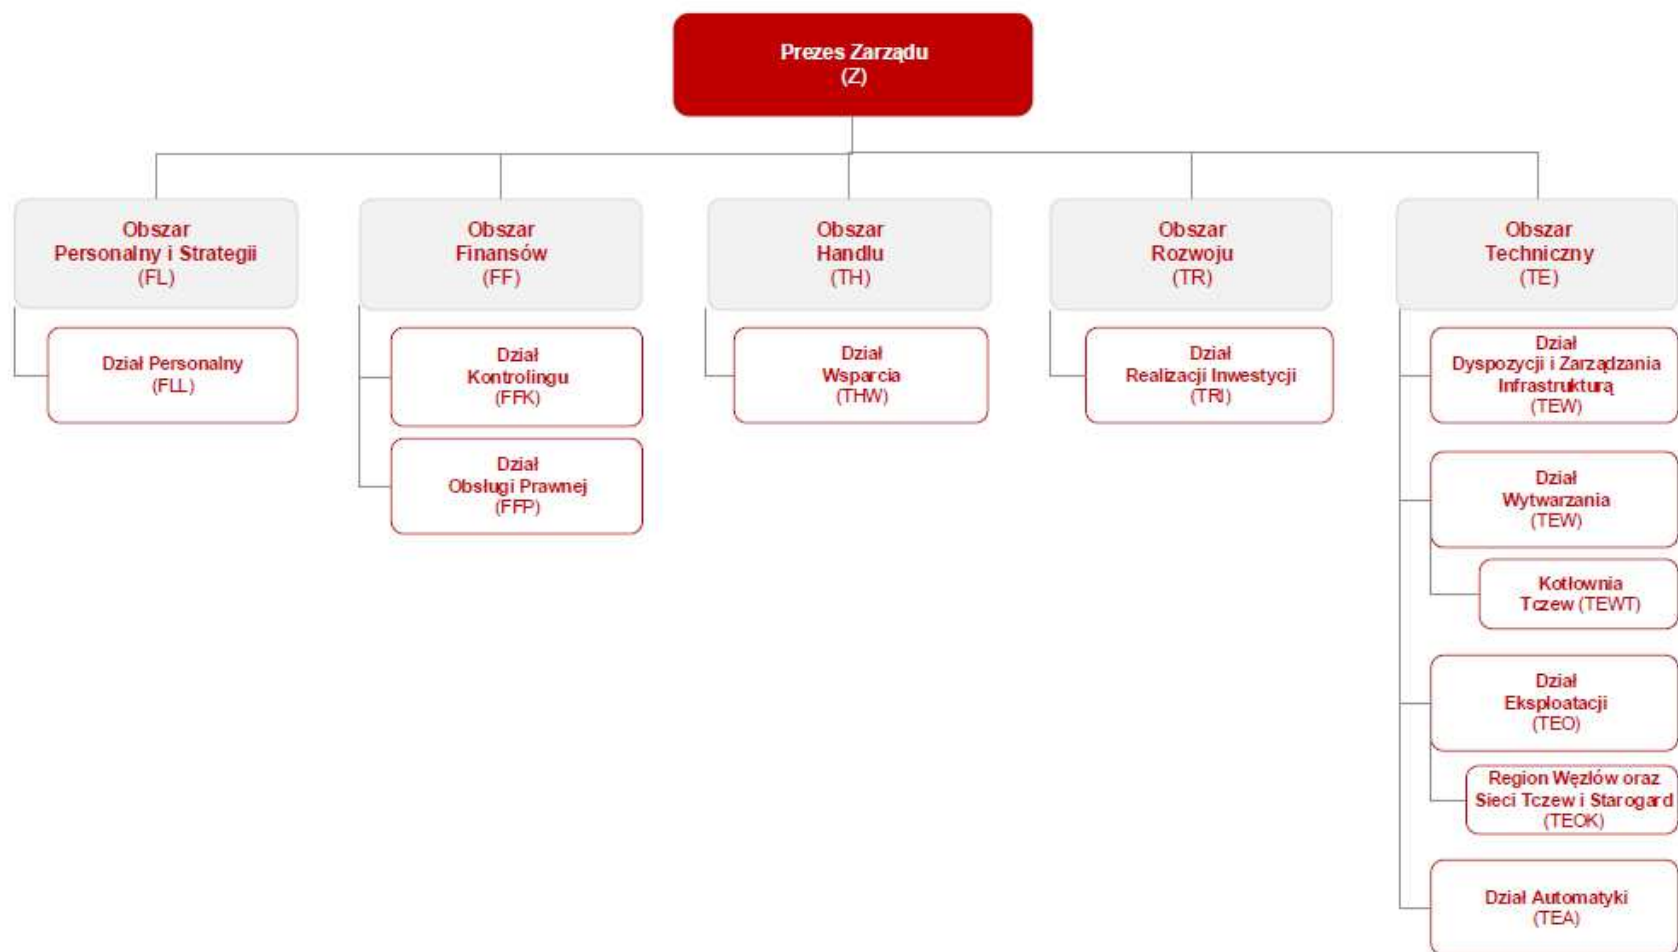 Prezes Zarządu
(Z)
Obszar
Personalny i Strategii
(FL)
Dział Personalny
(FLL)
Obszar
Finansów
(FF)
Dział
Kontrolingu
(FFK)
Dział
Obsługi Prawnej
(FFP)
Obszar
Handlu
(TH)
Dział
Wsparcia
(THW)
Obszar
Rozwoju
(TR)
Dział
Realizacji Inwestycji
(TRI)
Obszar
Techniczny
(TE)
Dział
Dyspozycji i Zarządzania
Infrastrukturą
(TEW)
Dział
Wytwarzania
(TEW)
Kotłownia
Tczew (TEWT)
Dział
Eksploatacji
(TEO)
Region Węzłów oraz
Sieci Tczew i Starogard
(TEOK)
Dział Automatyki
(TEA)